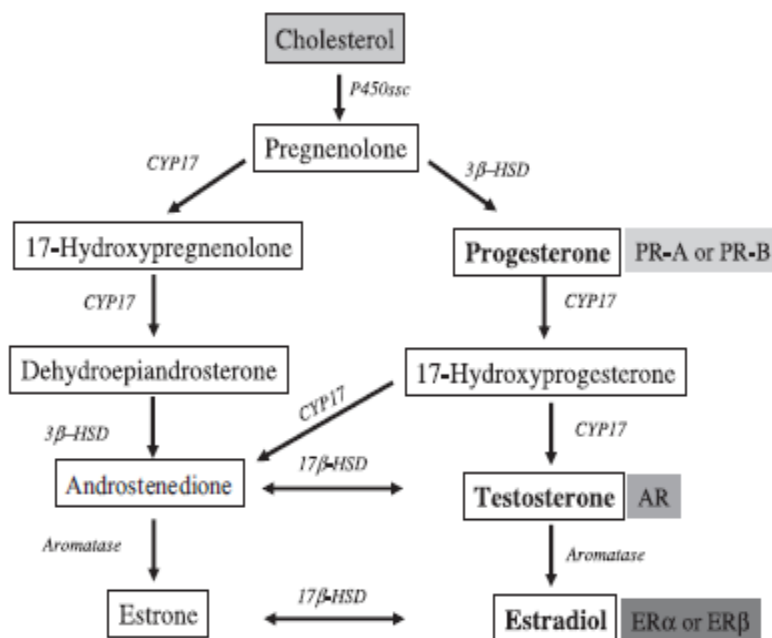 Cholesterol
P450ssc
Pregnenolone
CYP17
3β-HSD
17-Hydroxypregnenolone
Progesterone
PR-A or PR-B
CYP17
CYP17
Dehydroepiandrosterone
17-Hydroxyprogesterone
CYP17
3β-HSD
CYP17
17β-HSD
Androstenedione
Testosterone
AR
Aromatase
Aromatase
17β-HSD
Estrone
Estradiol
ERα or ERβ